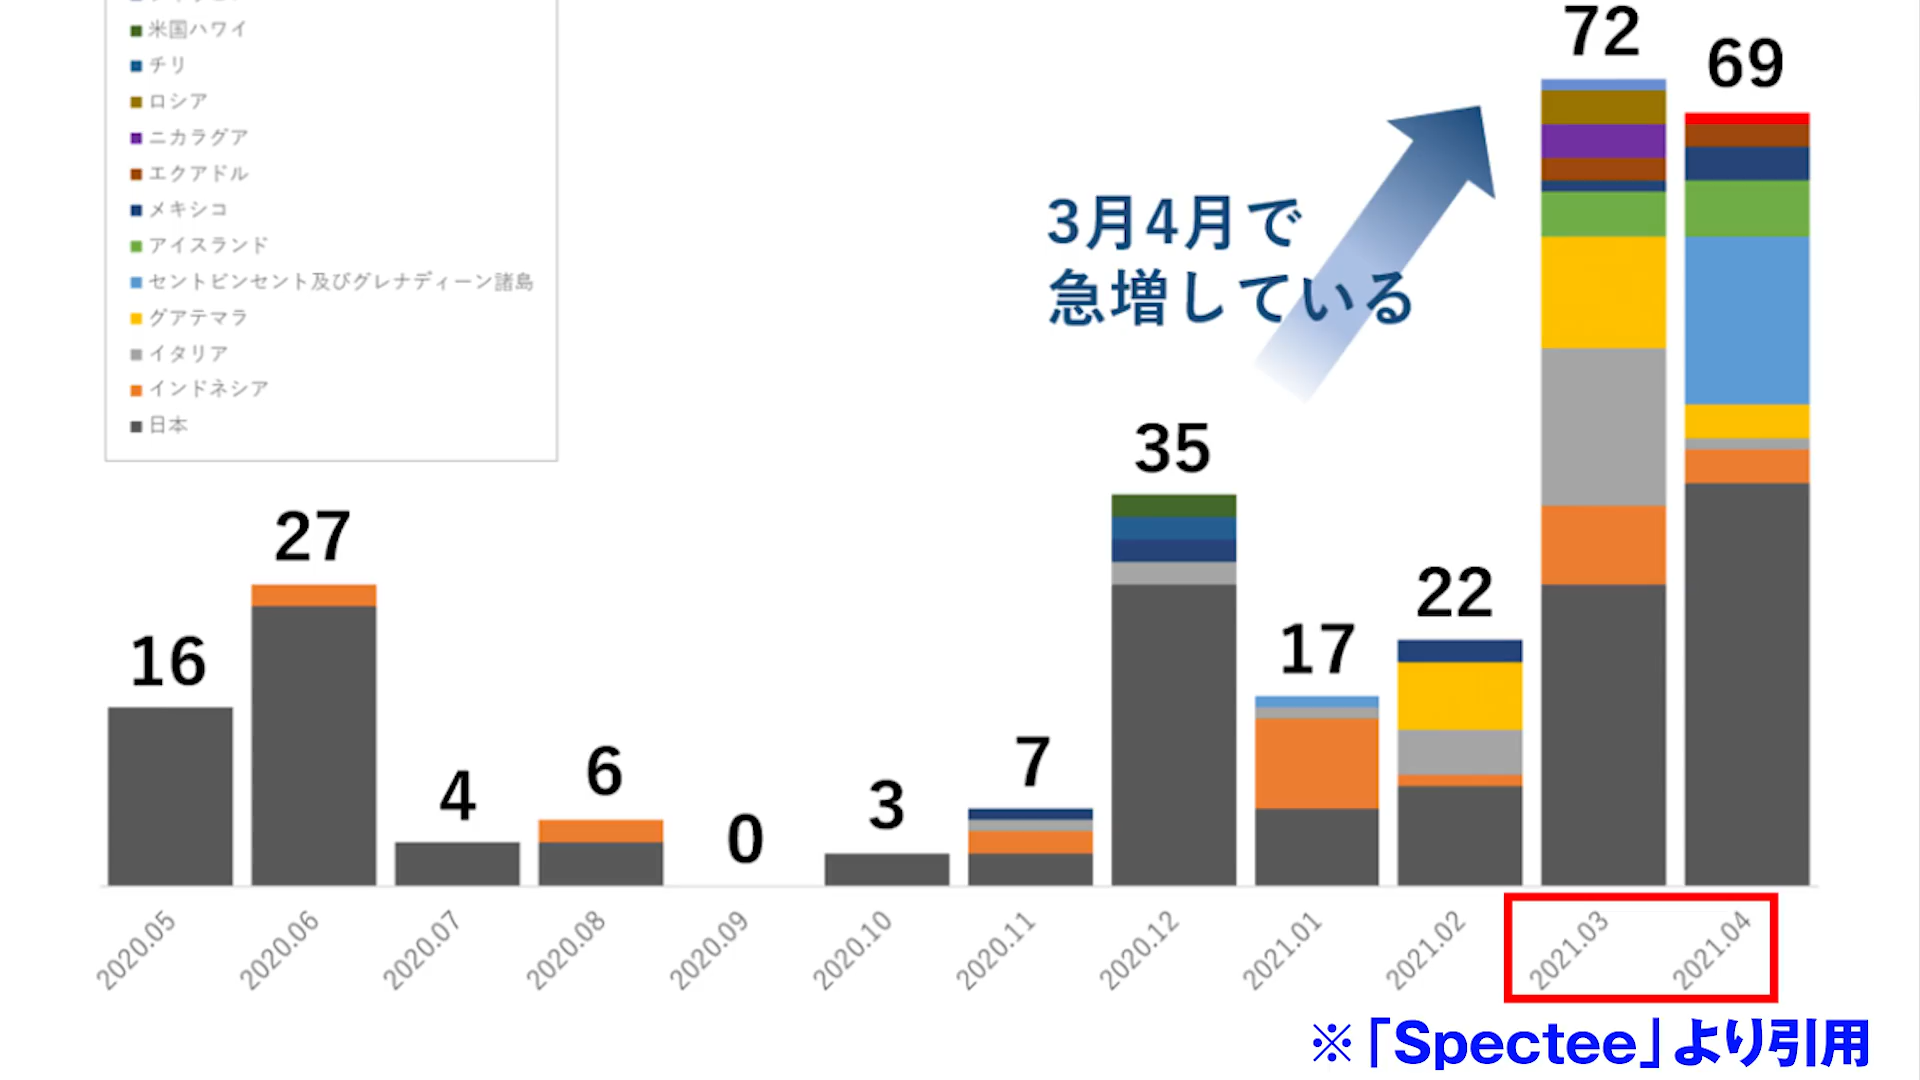 米国ハワイ
チリ
ロシア
ニカラグア
エクアドル
メキシコ
アイスランド
セントビンセント及びグレナディーン諸島
グアテマラ
イタリア
インドネシア
日本
3月4月で
急増している
16
27
4
6
0
3
7
35
17
22
72
69
2020.05
2020.06
2020.07
2020.08
2020.09
2020.10
2020.11
2020.12
2021.01
2021.02
2021.03
2021.04
※「Spectee」より引用